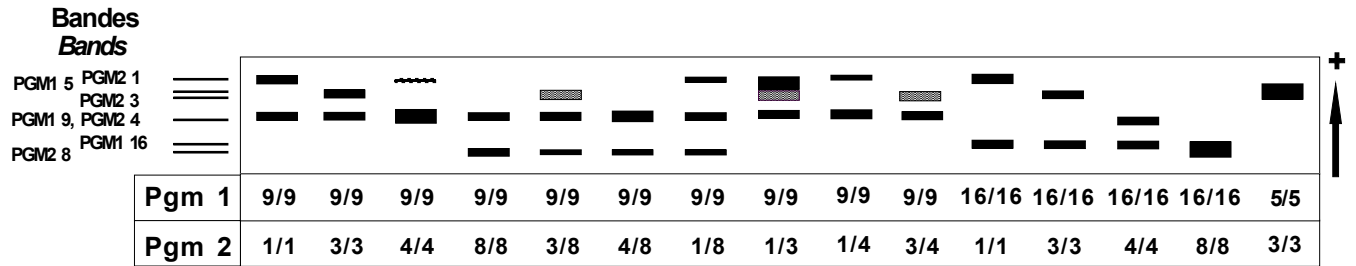 Bandes
Bands
+
PGM1 5 PGM2 1
PGM2 3
PGM1 9, PGM2 4
PGM1 16
PGM2 8
Pgm 1 9/9 9/9 9/9 9/9 9/9 9/9 9/9 9/9 9/9 9/9 16/16 16/16 16/16 16/16 5/5
Pgm 2 1/1 3/3 4/4 8/8 3/8 4/8 1/8 1/3 1/4 3/4 1/1 3/3 4/4 8/8 3/3